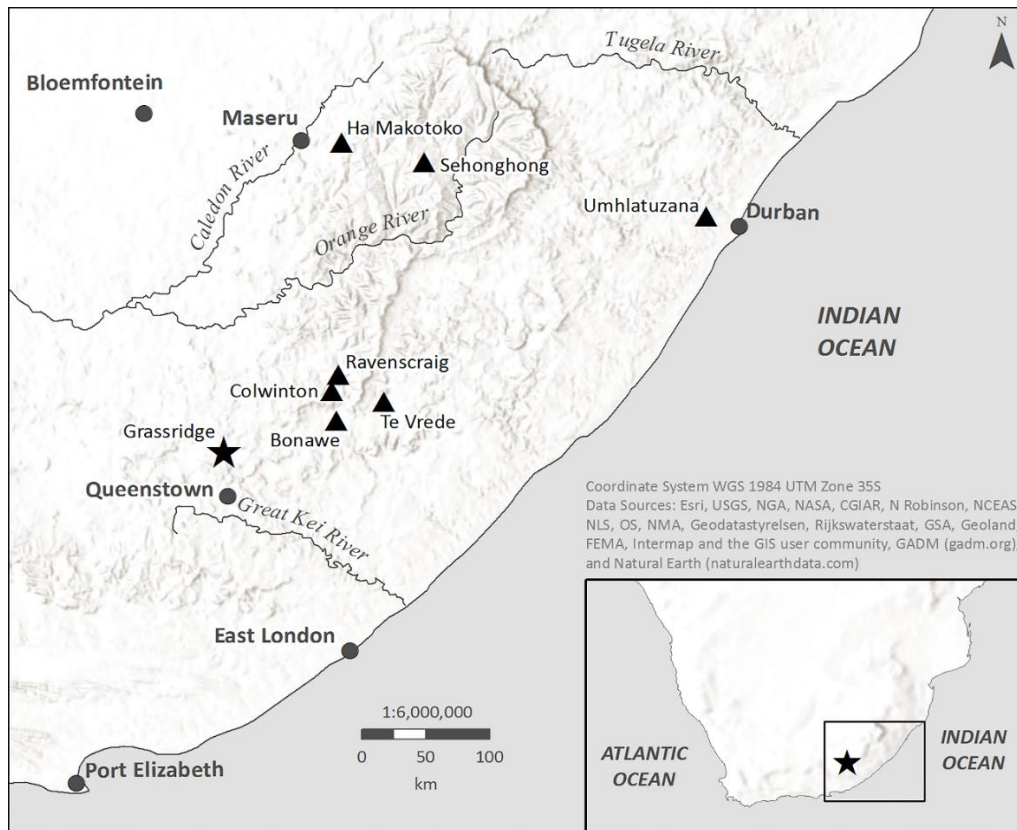 N
Tugela River
Bloemfontein
Maseru
Ha Makotoko
Sehonghong
Caledon River
Orange River
Umhlatuzana
Durban
INDIAN
OCEAN
Ravenscraig
Colwinton
Te Vrede
Grassridge
Bonawe
Queenstown
Great Kei River
Coordinate System WGS 1984 UTM Zone 35S
Data Sources: Esri, USGS, NGA, NASA, CGIAR, N Robinson, NCEAS
NLS, OS, NMA, Geodatastyrelsen, Rijkswaterstaat, GSA, Geoland
FEMA, Intermap and the GIS user community, GADM (gadm.org)
and Natural Earth (naturalearthdata.com)
East London
1:6,000,000
0 25 50 100
km
Port Elizabeth
ATLANTIC
OCEAN
INDIAN
OCEAN